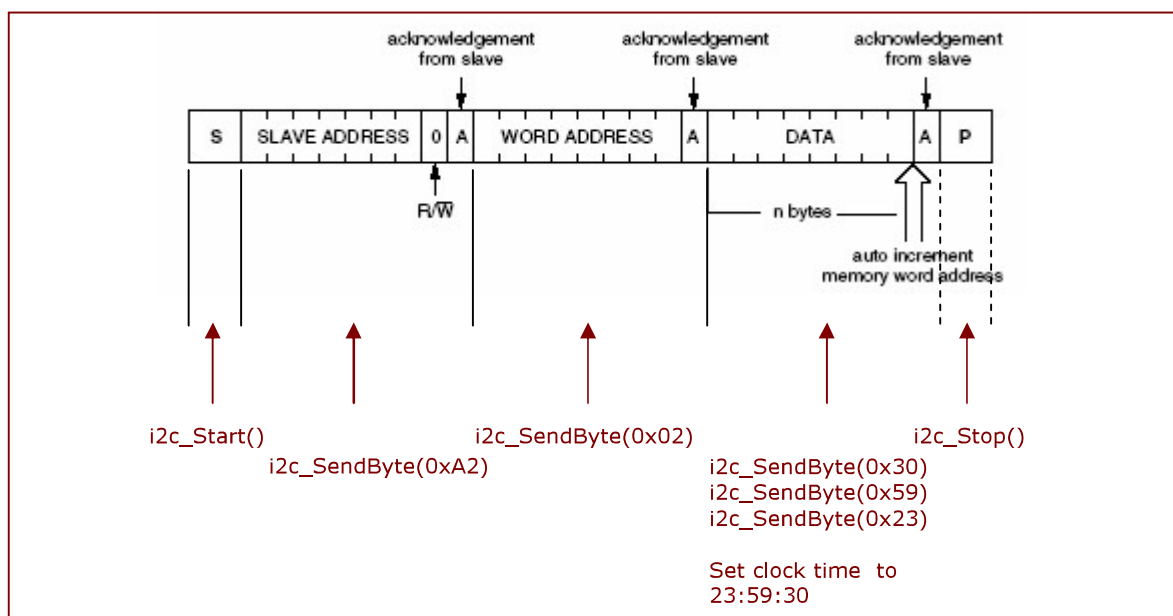 acknowledgement acknowledgement acknowledgement
from slave from slave from slave
S SLAVE ADDRESS 0 A WORD ADDRESS A DATA A P
R/W̅
n bytes
auto increment
memory word address
i2c_Start() i2c_SendByte(0x02) i2c_Stop()
i2c_SendByte(0xA2) i2c_SendByte(0x30)
i2c_SendByte(0x59)
i2c_SendByte(0x23)
Set clock time to
23:59:30